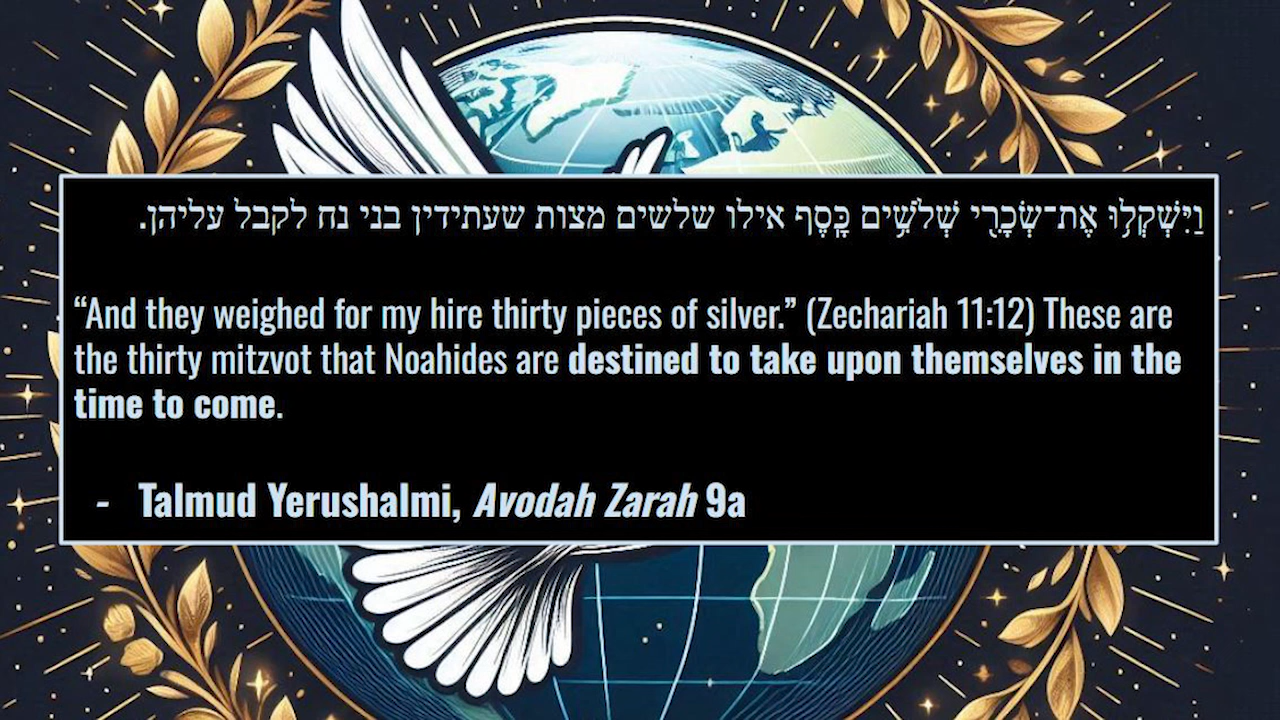 וַיִּשְׁקְל֥וּ אֶת־שְׂכָרִ֖י שְׁלֹשִׁ֥ים כָּֽסֶף אילו שלשים מצות שעתידין בני נח לקבל עליהן.
“And they weighed for my hire thirty pieces of silver.” (Zechariah 11:12) These are
the thirty mitzvot that Noahides are destined to take upon themselves in the
time to come.
- Talmud Yerushalmi, Avodah Zarah 9a